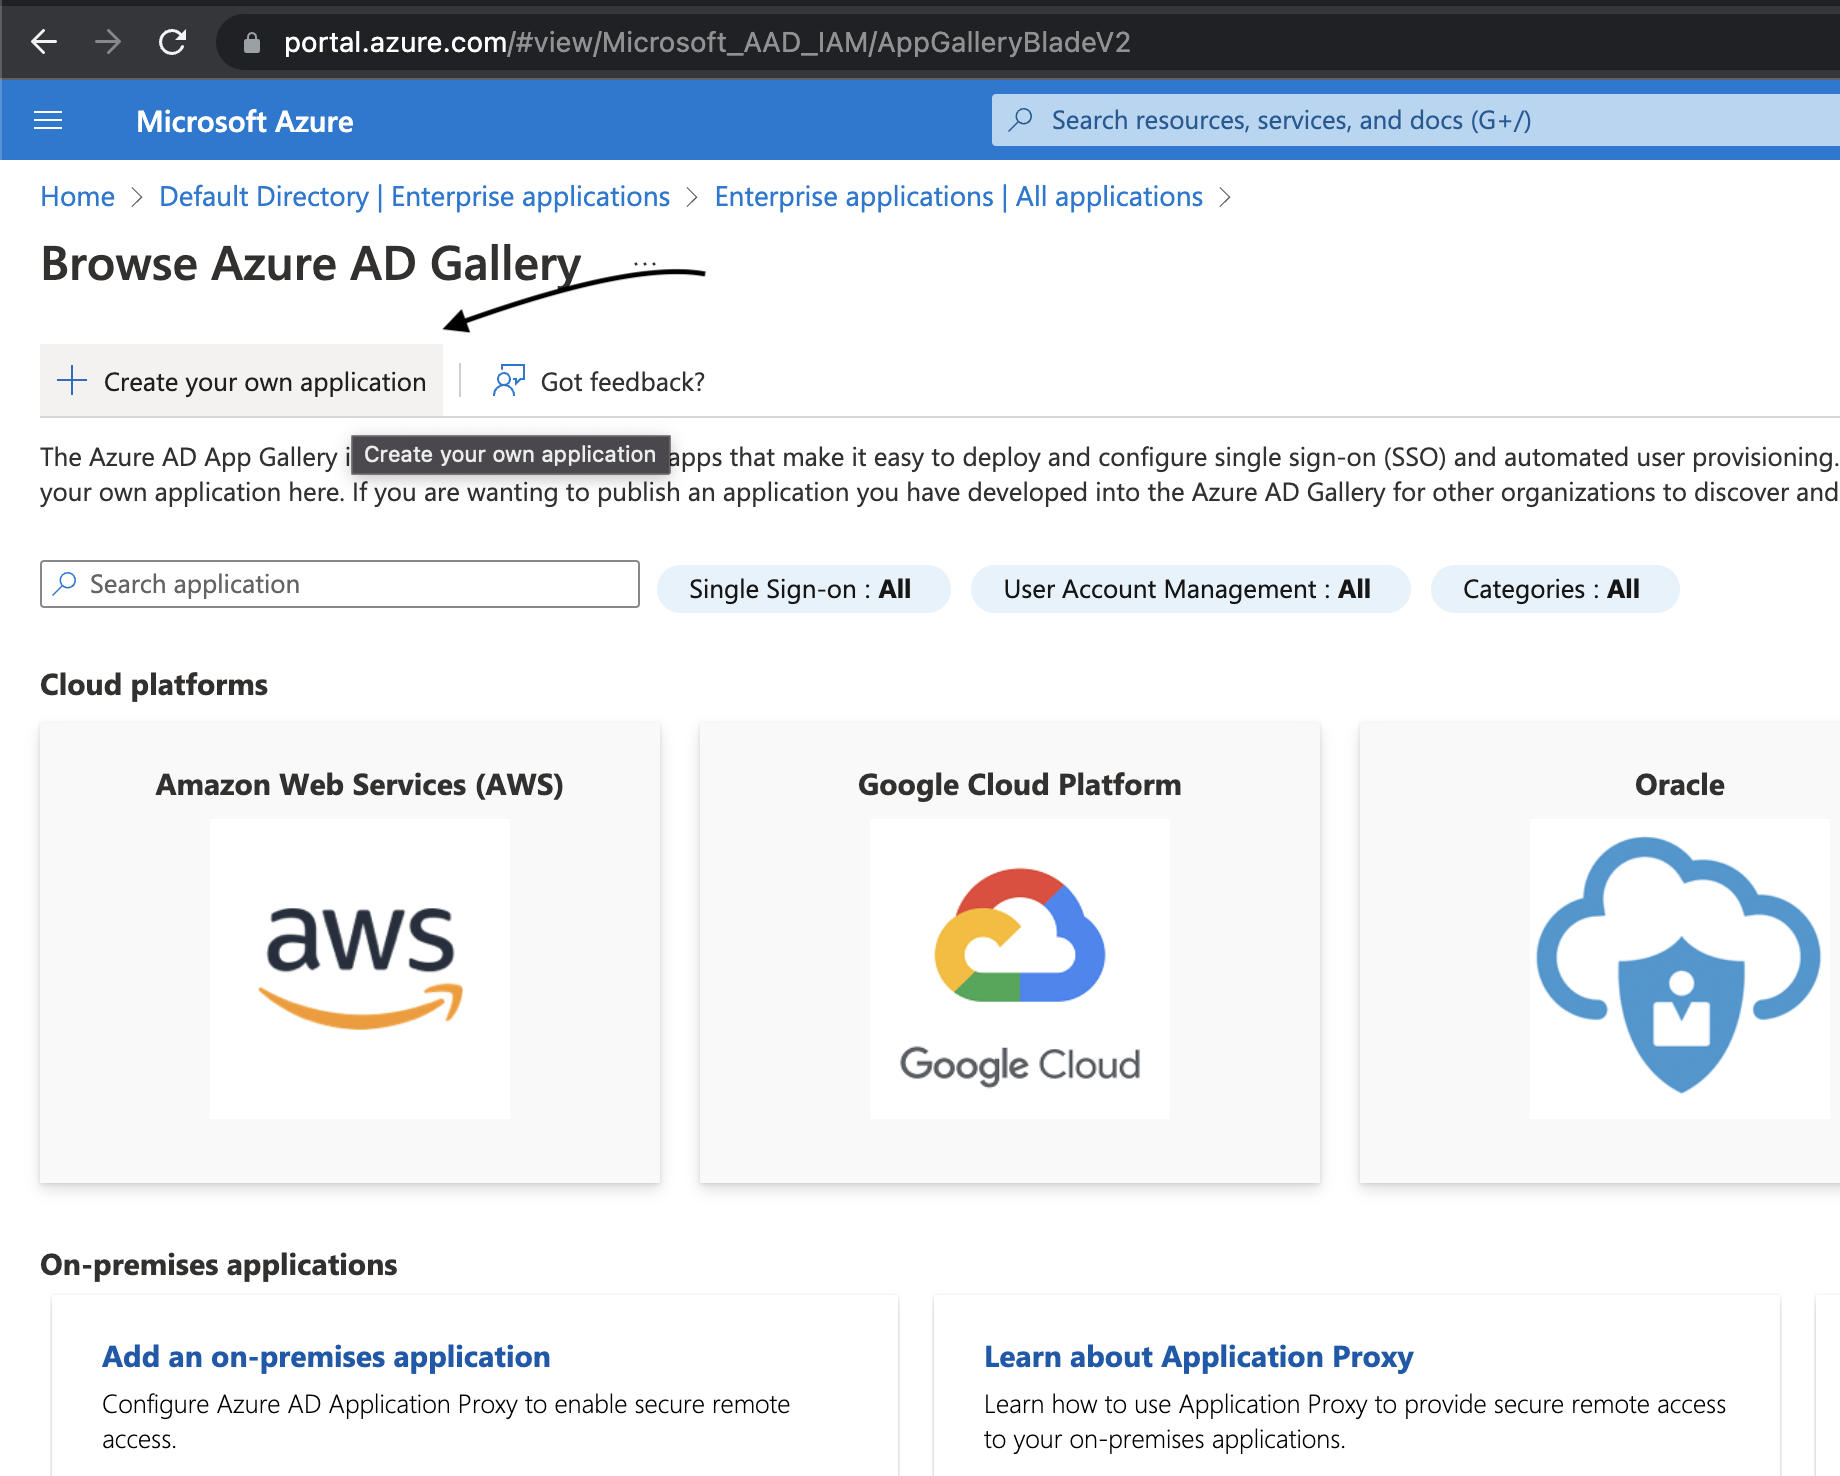 portal.azure.com/#view/Microsoft_AAD_IAM/AppGalleryBladeV2
Microsoft Azure
Search resources, services, and docs (G+/)
Home > Default Directory | Enterprise applications > Enterprise applications | All applications >
Browse Azure AD Gallery ...
+ Create your own application
Got feedback?
The Azure AD App Gallery
Create your own application
apps that make it easy to deploy and configure single sign-on (SSO) and automated user provisioning.
your own application here. If you are wanting to publish an application you have developed into the Azure AD Gallery for other organizations to discover and
Search application
Single Sign-on : All
User Account Management : All
Categories : All
Cloud platforms
Amazon Web Services (AWS)
Google Cloud Platform
Oracle
aws
Google Cloud
On-premises applications
Add an on-premises application
Configure Azure AD Application Proxy to enable secure remote
access.
Learn about Application Proxy
Learn how to use Application Proxy to provide secure remote access
to your on-premises applications.